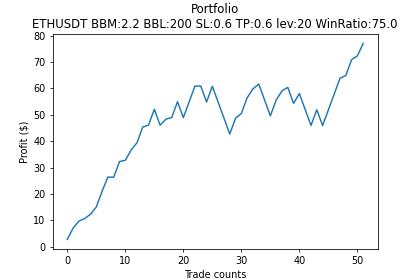 Portfolio
ETHUSDT BBM:2.2 BBL:200 SL:0.6 TP:0.6 lev:20 WinRatio:75.0
80
70
60
50
40
30
20
10
0
Profit ($)
0 10 20 30 40 50
Trade counts